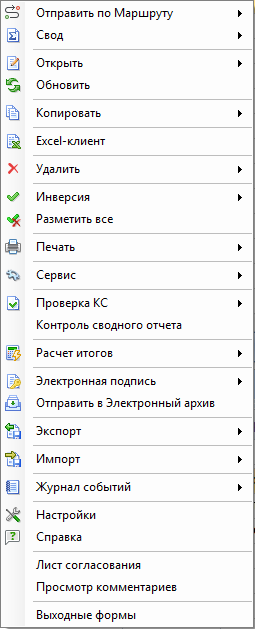 Отправить по Маршруту
Свод
Открыть
Обновить
Копировать
Excel-клиент
Удалить
Инверсия
Разметить все
Печать
Сервис
Проверка КС
Контроль сводного отчета
Расчет итогов
Электронная подпись
Отправить в Электронный архив
Экспорт
Импорт
Журнал событий
Настройки
Справка
Лист согласования
Просмотр комментариев
Выходные формы